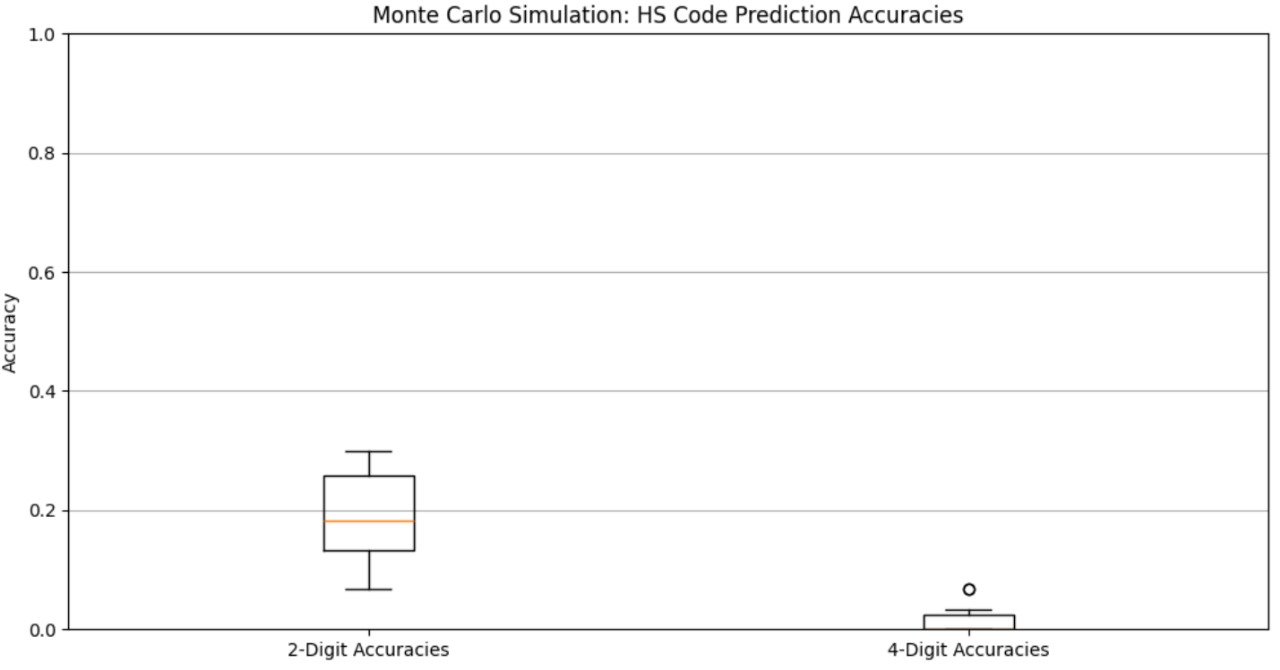 Monte Carlo Simulation: HS Code Prediction Accuracies
1.0
0.8
0.6
0.4
0.2
0.0
Accuracy
2-Digit Accuracies
4-Digit Accuracies